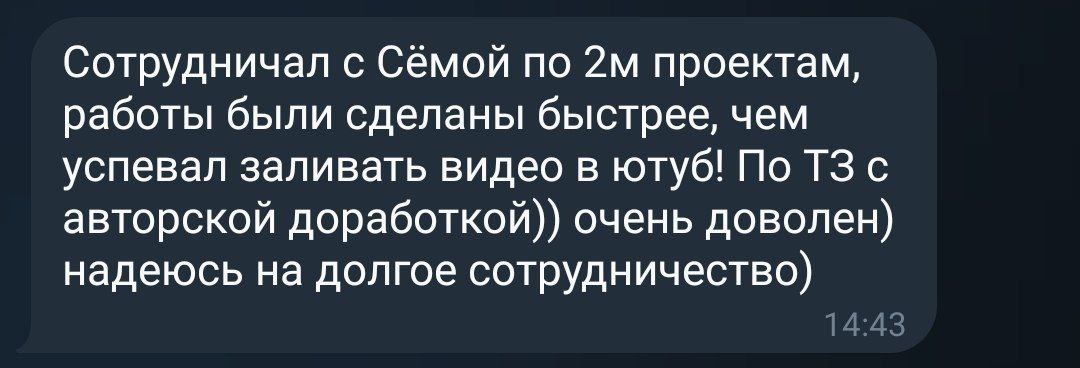 Сотрудничал с Сёмой по 2м проектам,
работы были сделаны быстрее, чем
успевал заливать видео в ютуб! По ТЗ с
авторской доработкой)) очень доволен)
надеюсь на долгое сотрудничество)
14:43